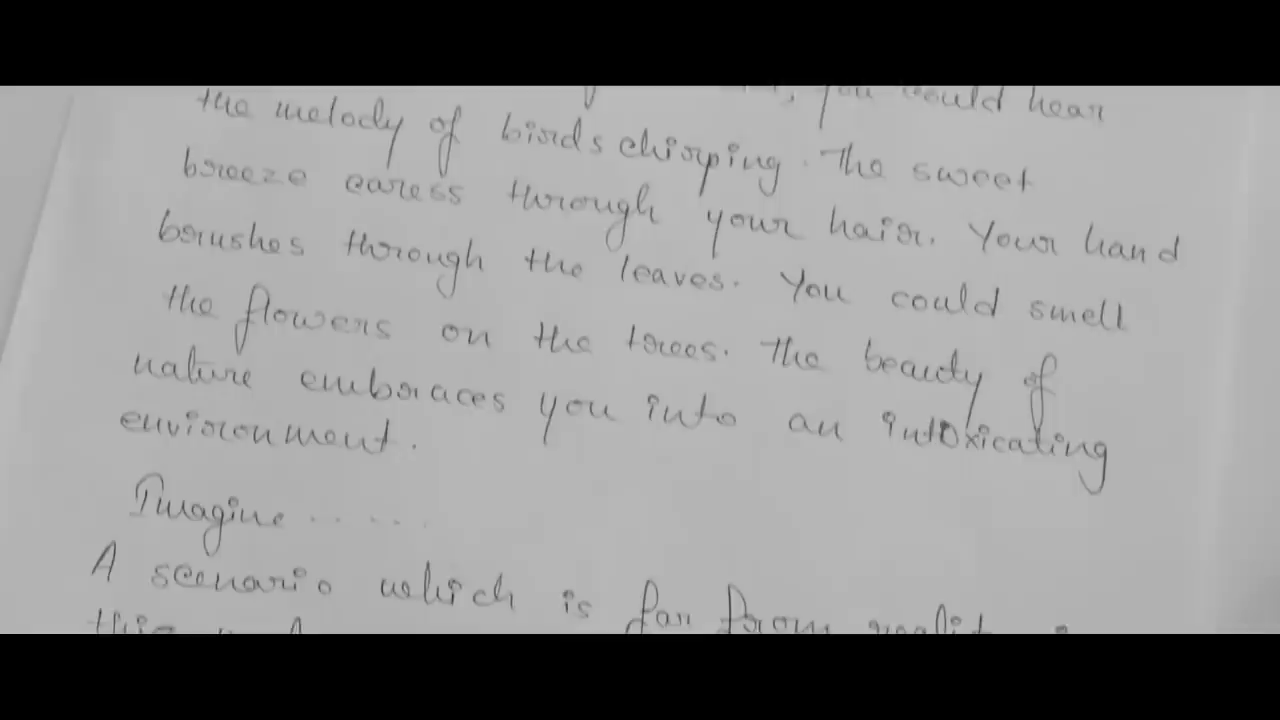 you could hear
the melody of birds chirping. The sweet
breeze caress through your hair. Your hand
brushes through the leaves. You could smell
the flowers on the trees. The beauty of
nature embraces you into an intoxicating
environment.
Imagine ......
A scenario which is far from reality